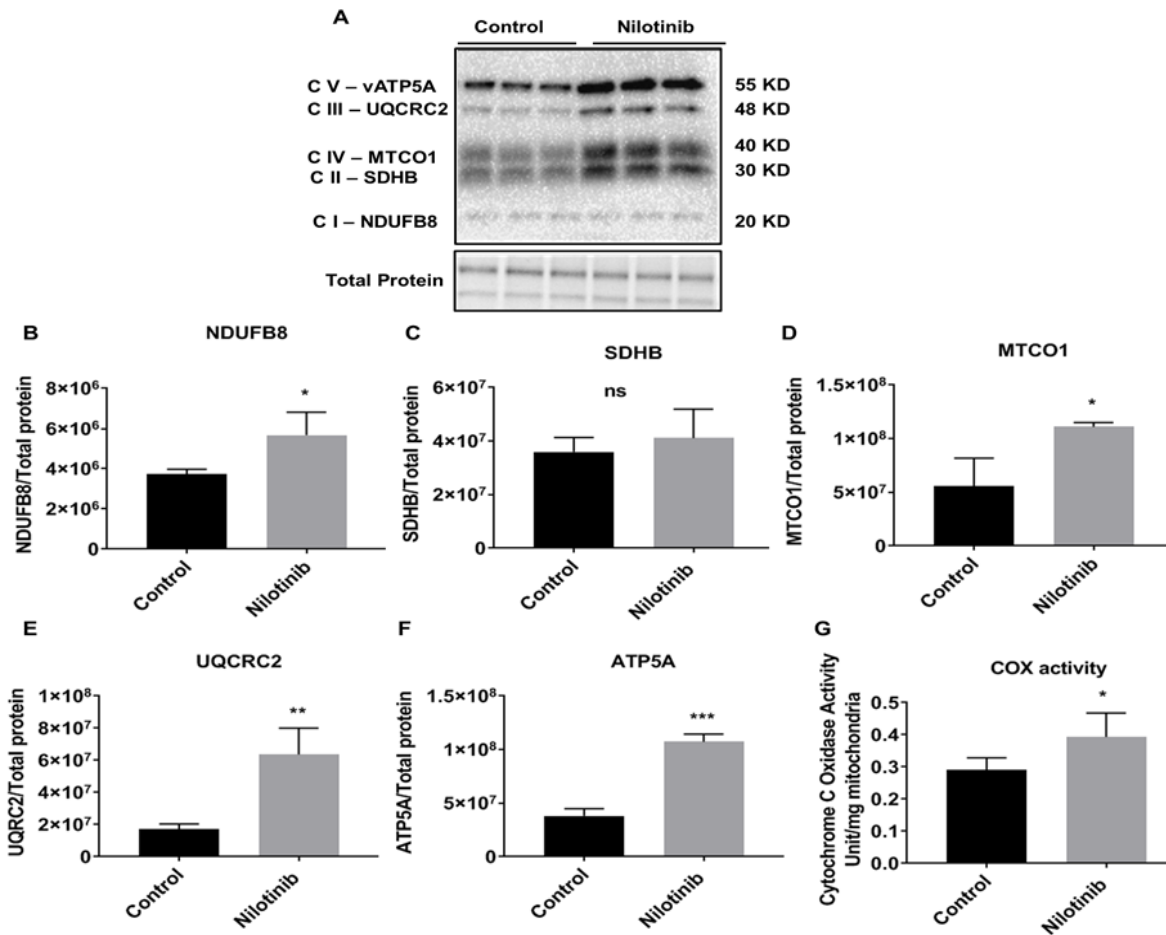 A
Control Nilotinib
C V – vATP5A 55 KD
C III – UQCRC2 48 KD
C IV – MTCO1 40 KD
C II – SDHB 30 KD
C I – NDUFB8 20 KD
Total Protein
B
NDUFB8
NDUFB8/Total protein
8×10⁶
6×10⁶
4×10⁶
2×10⁶
0
*
Control
Nilotinib
C
SDHB
ns
SDHB/Total protein
6×10⁷
4×10⁷
2×10⁷
0
Control
Nilotinib
D
MTCO1
MTCO1/Total protein
1.5×10⁸
1×10⁸
5×10⁷
0
*
Control
Nilotinib
E
UQCRC2
UQRC2/Total protein
1×10⁸
8×10⁷
6×10⁷
4×10⁷
2×10⁷
0
**
Control
Nilotinib
F
ATP5A
ATP5A/Total protein
1.5×10⁸
1×10⁸
5×10⁷
0
***
Control
Nilotinib
G
COX activity
Cytochrome C Oxidase Activity
Unit/mg mitochondria
0.5
0.4
0.3
0.2
0.1
0.0
*
Control
Nilotinib